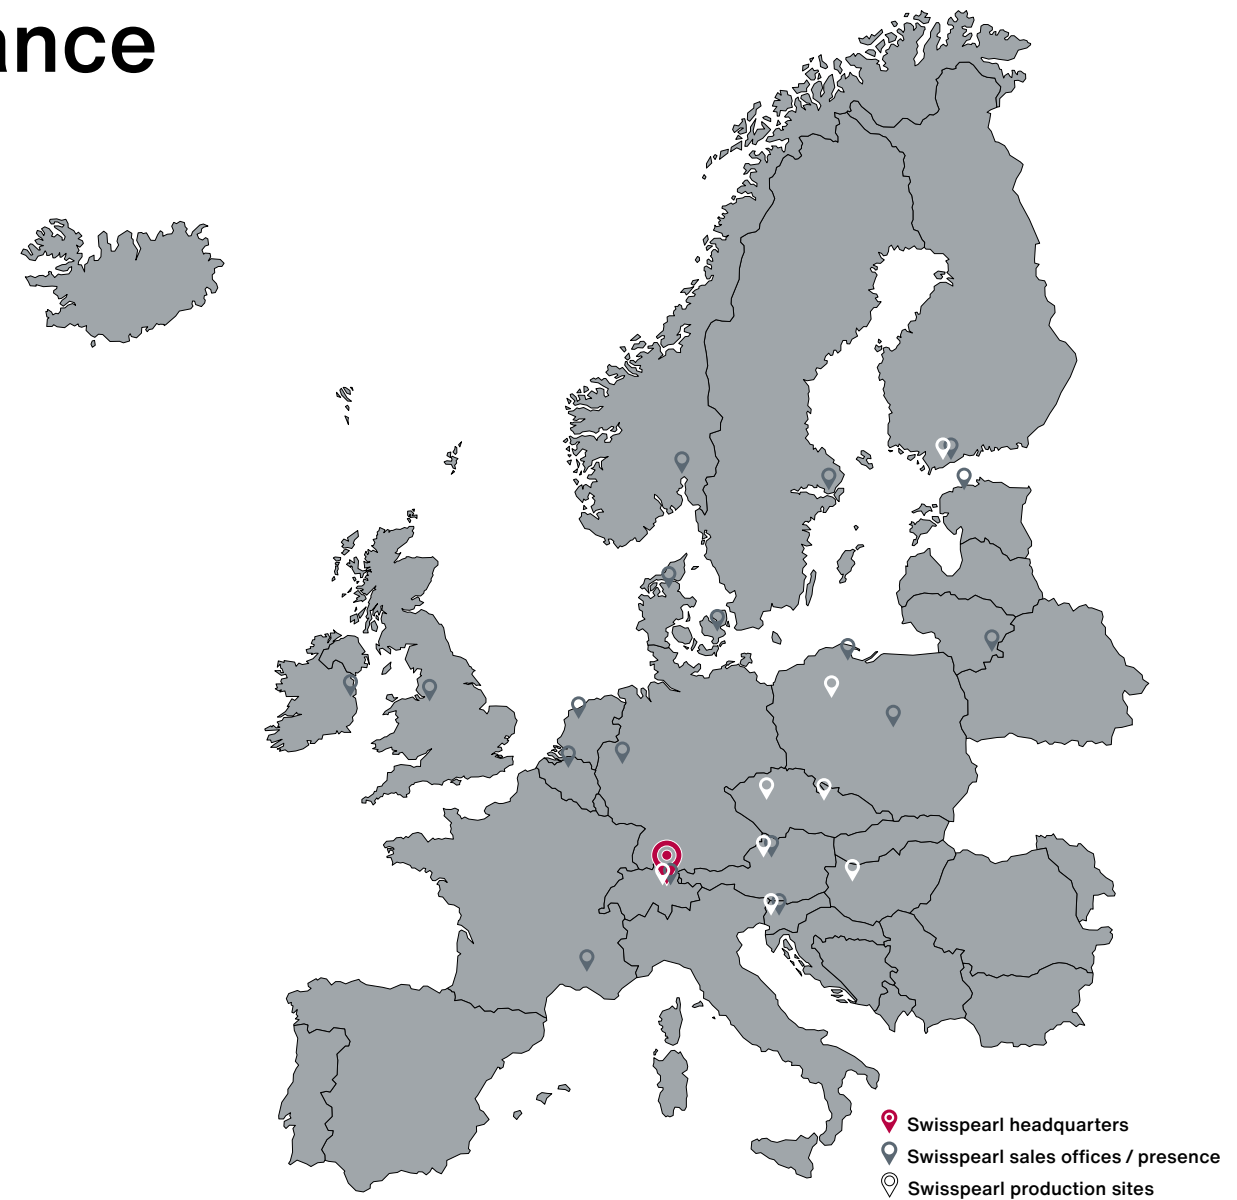 ance
Swisspearl headquarters
Swisspearl sales offices / presence
Swisspearl production sites